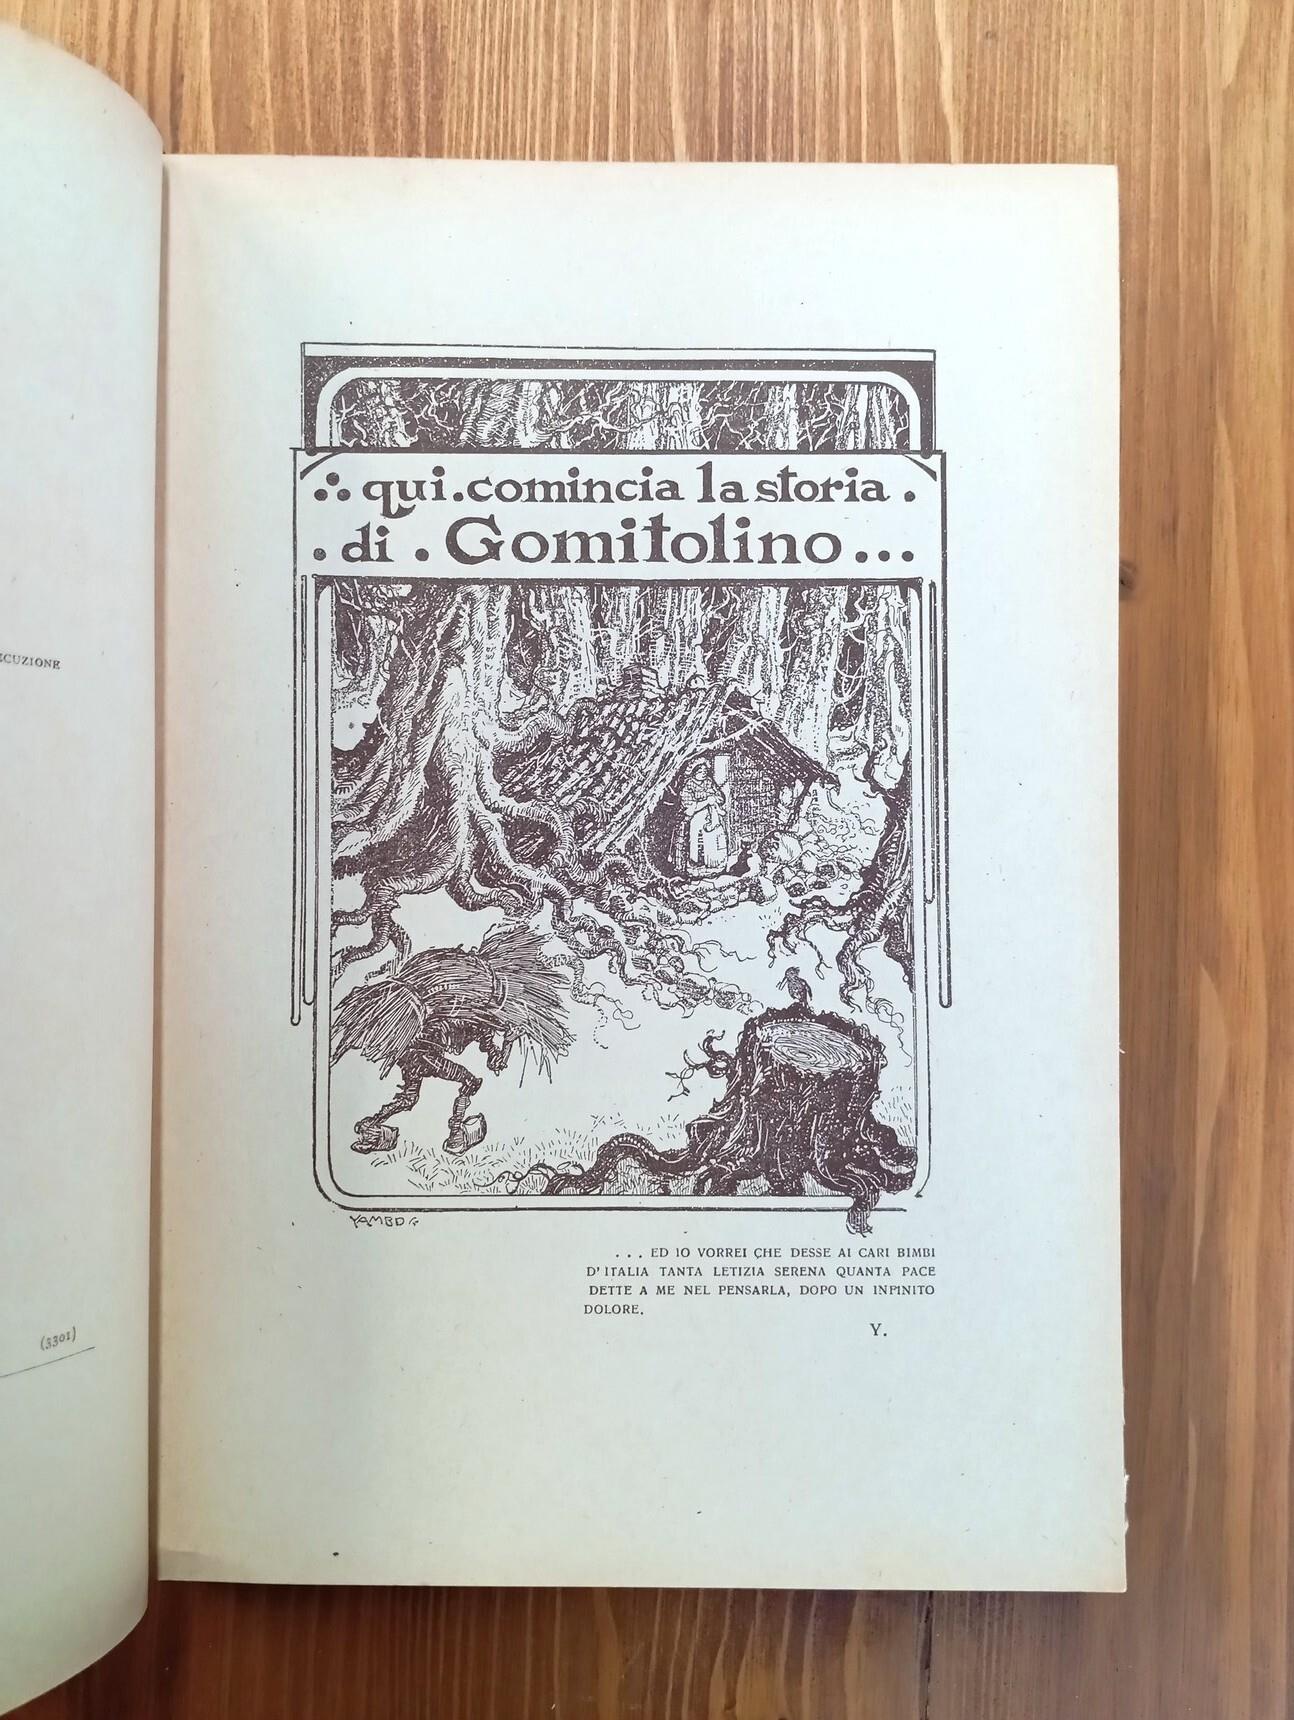 ECUZIONE
(3301)
qui.comincia la storia.
.di.Gomitolino...
YAMBO
... ED IO VORREI CHE DESSE AI CARI BIMBI
D'ITALIA TANTA LETIZIA SERENA QUANTA PACE
DETTE A ME NEL PENSARLA, DOPO UN INFINITO
DOLORE.
Y.